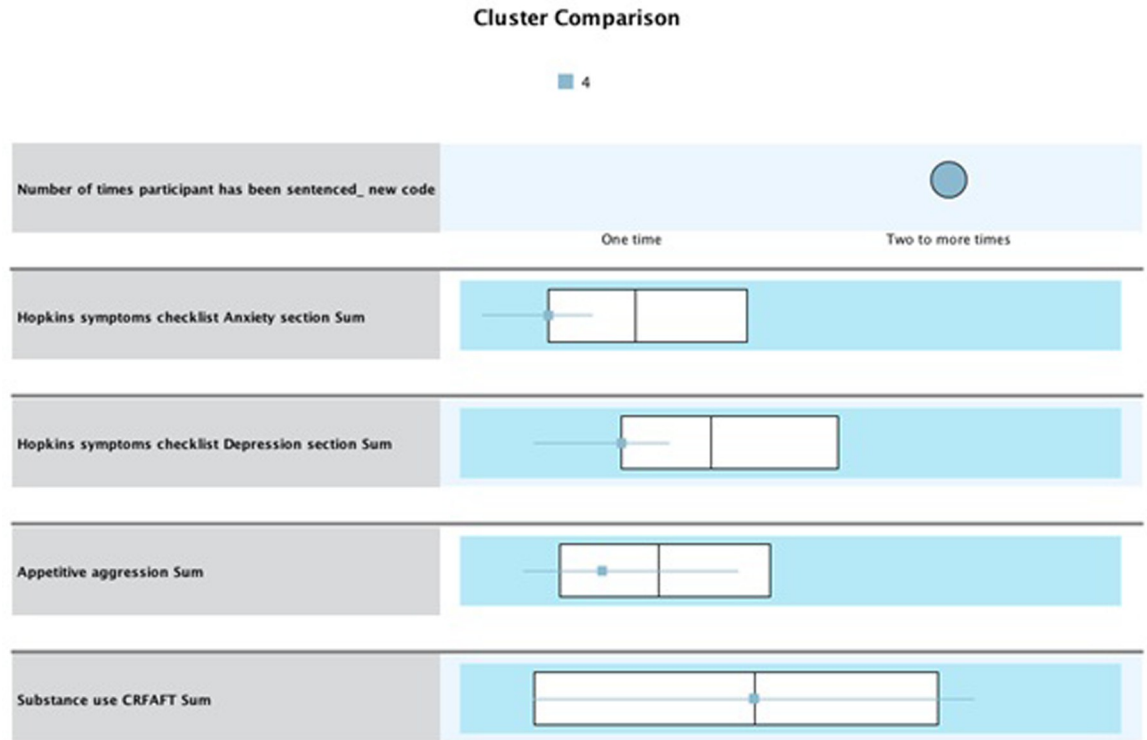 Cluster Comparison
4
Number of times participant has been sentenced_ new code
One time
Two to more times
Hopkins symptoms checklist Anxiety section Sum
Hopkins symptoms checklist Depression section Sum
Appetitive aggression Sum
Substance use CRFAFT Sum